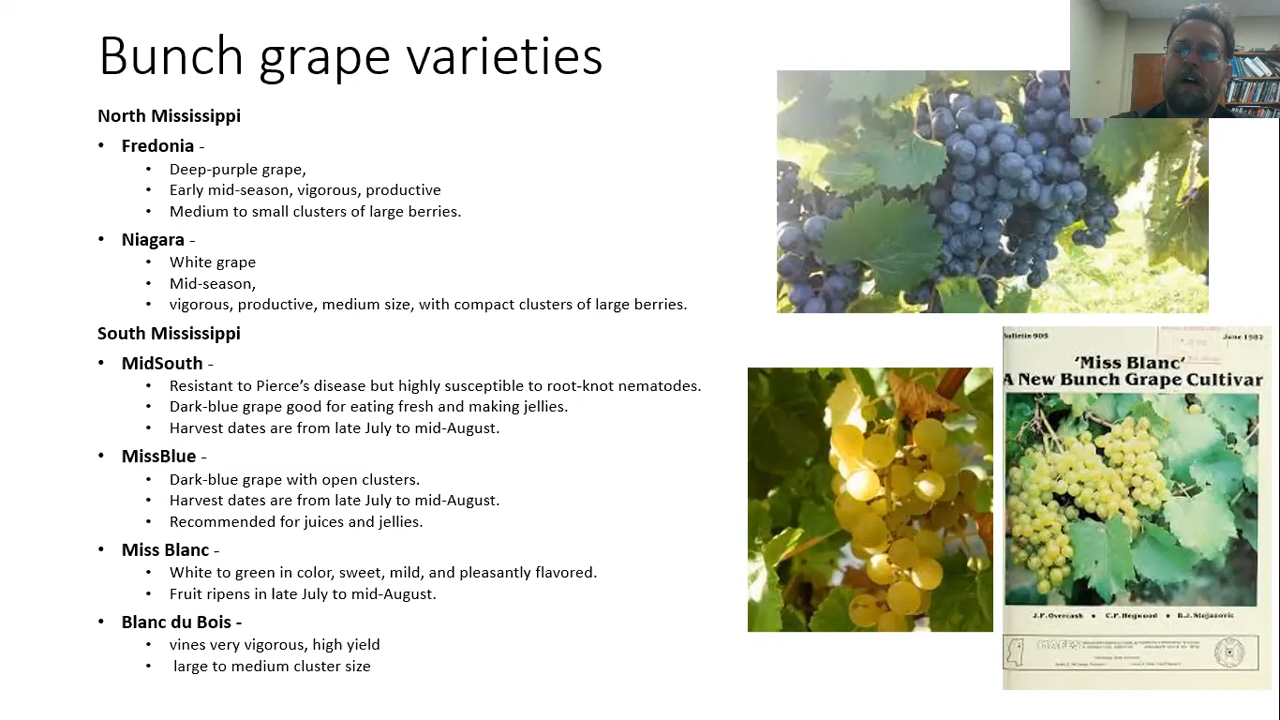 Bunch grape varieties
North Mississippi
• Fredonia -
• Deep-purple grape,
• Early mid-season, vigorous, productive
• Medium to small clusters of large berries.
• Niagara -
• White grape
• Mid-season,
• vigorous, productive, medium size, with compact clusters of large berries.
South Mississippi
• MidSouth -
• Resistant to Pierce’s disease but highly susceptible to root-knot nematodes.
• Dark-blue grape good for eating fresh and making jellies.
• Harvest dates are from late July to mid-August.
• MissBlue -
• Dark-blue grape with open clusters.
• Harvest dates are from late July to mid-August.
• Recommended for juices and jellies.
• Miss Blanc -
• White to green in color, sweet, mild, and pleasantly flavored.
• Fruit ripens in late July to mid-August.
• Blanc du Bois -
• vines very vigorous, high yield
• large to medium cluster size
Bulletin 909 June 1982
'Miss Blanc'
A New Bunch Grape Cultivar
J.P. Overcash • C.P. Hegwood • B.J. Stojanovic
MAFES